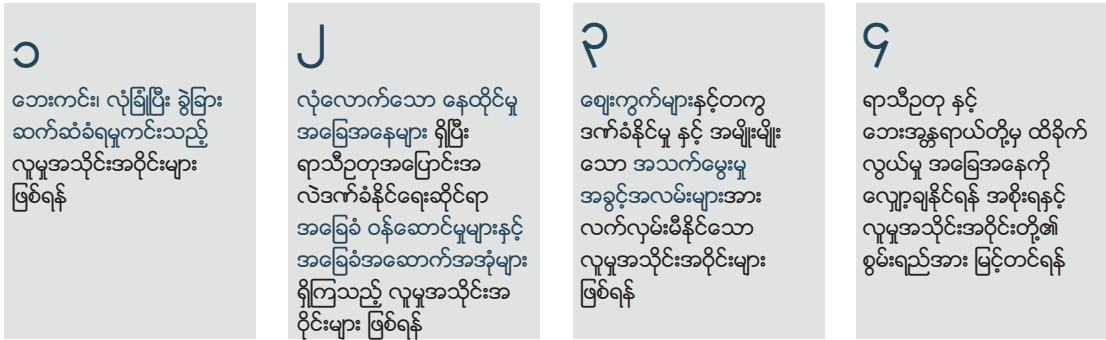 ၁
ဘေးကင်း၊ လုံခြုံပြီး ခွဲခြား
ဆက်ဆံခံရမှုကင်းသည့်
လူမှုအသိုင်းအဝိုင်းများ
ဖြစ်ရန်
၂
လုံလောက်သော နေထိုင်မှု
အခြေအနေများ ရှိပြီး
ရာသီဥတုအပြောင်းအ
လဲဒဏ်ခံနိုင်ရေးဆိုင်ရာ
အခြေခံ ဝန်ဆောင်မှုများနှင့်
အခြေခံအဆောက်အအုံများ
ရှိကြသည့် လူမှုအသိုင်းအ
ဝိုင်းများ ဖြစ်ရန်
၃
ဈေးကွက်များနှင့်တကွ
ဒဏ်ခံနိုင်မှု နှင့် အမျိုးမျိုး
သော အသက်မွေးမှု
အခွင့်အလမ်းများအား
လက်လှမ်းမီနိုင်သော
လူမှုအသိုင်းအဝိုင်းများ
ဖြစ်ရန်
၄
ရာသီဥတု နှင့်
ဘေးအန္တရာယ်တို့မှ ထိခိုက်
လွယ်မှု အခြေအနေကို
လျှော့ချနိုင်ရန် အစိုးရနှင့်
လူမှုအသိုင်းအဝိုင်းတို့၏
စွမ်းရည်အား မြှင့်တင်ရန်